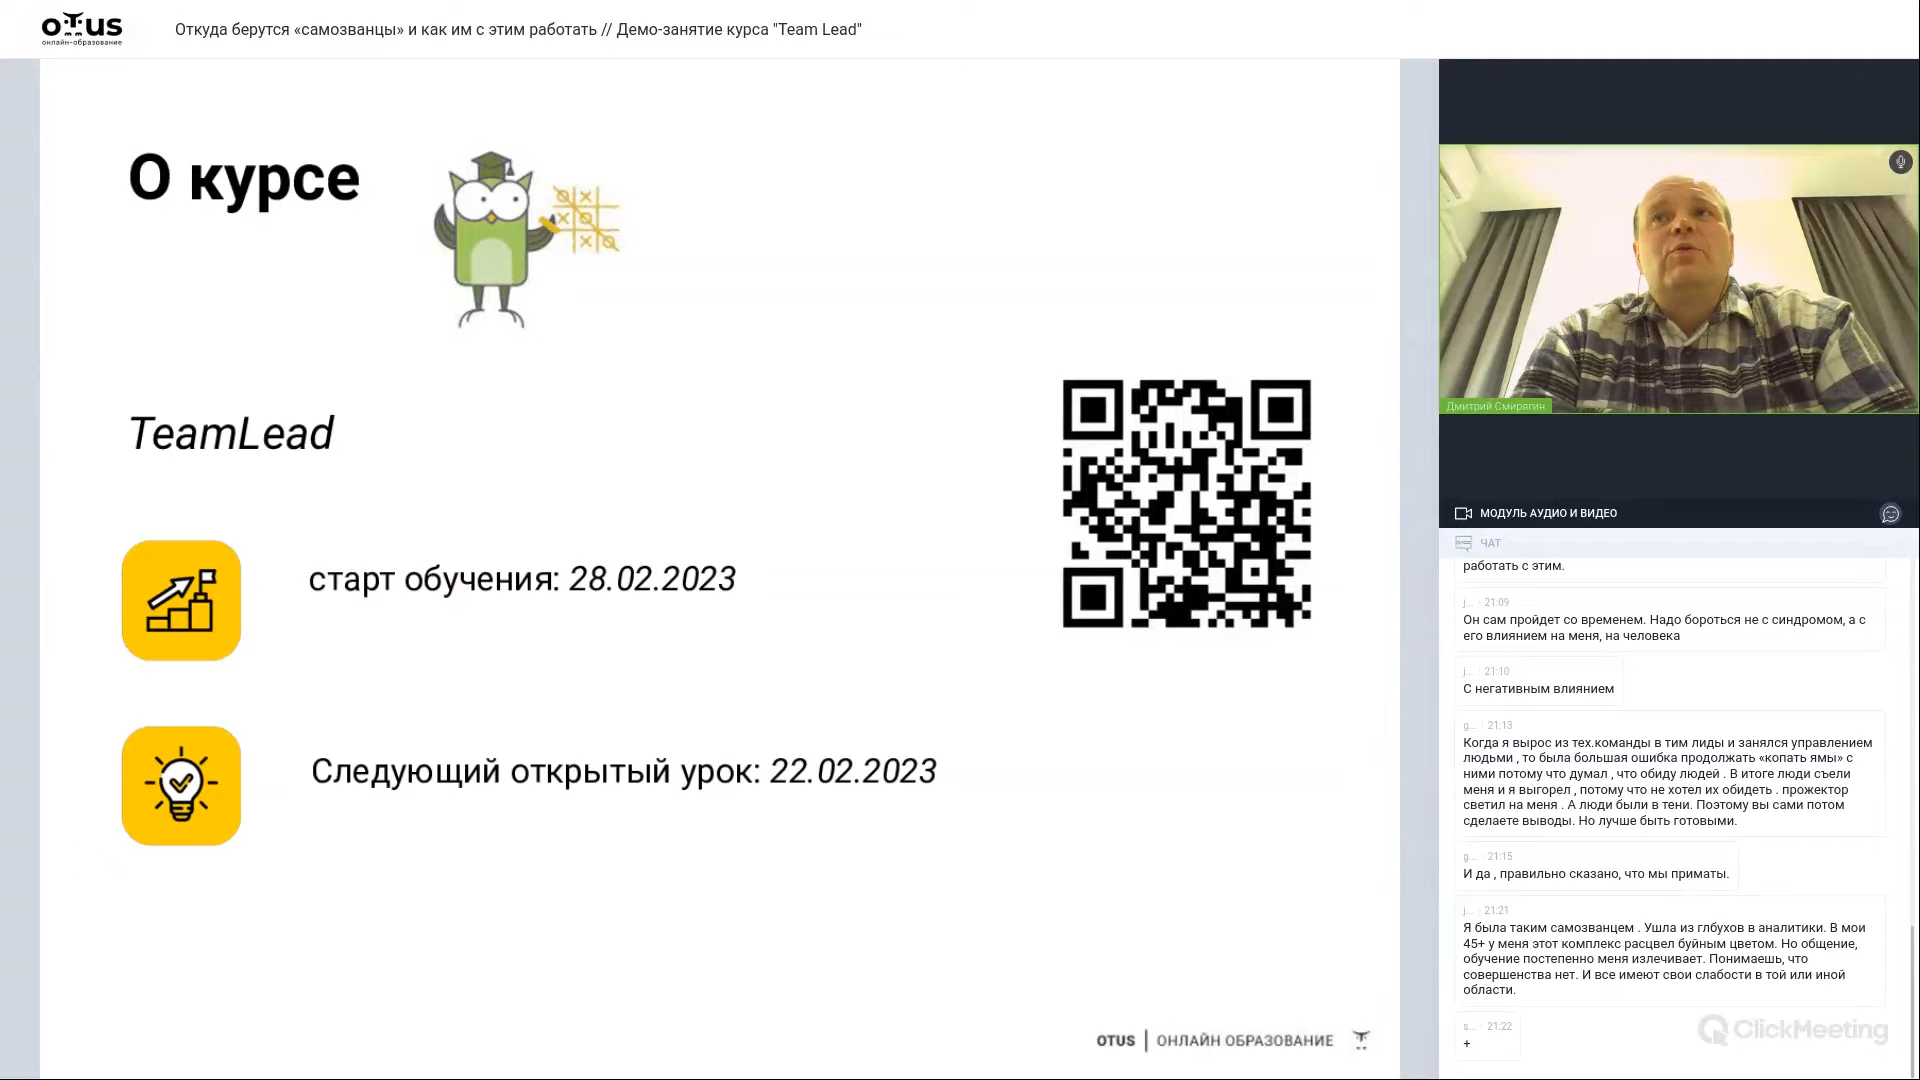 OTUS
онлайн-образование
Откуда берутся «самозванцы» и как им с этим работать // Демо-занятие курса "Team Lead"
О курсе
TeamLead
старт обучения: 28.02.2023
Следующий открытый урок: 22.02.2023
OTUS | ОНЛАЙН ОБРАЗОВАНИЕ
Дмитрий Смирягин
МОДУЛЬ АУДИО И ВИДЕО
ЧАТ
работать с этим.
j... 21:09
Он сам пройдет со временем. Надо бороться не с синдромом, а с
его влиянием на меня, на человека
j... 21:10
С негативным влиянием
g... 21:13
Когда я вырос из тех.команды в тим лиды и занялся управлением
людьми , то была большая ошибка продолжать «копать ямы» с
ними потому что думал , что обиду людей . В итоге люди съели
меня и я выгорел , потому что не хотел их обидеть . прожектор
светил на меня . А люди были в тени. Поэтому вы сами потом
сделаете выводы. Но лучше быть готовыми.
g... 21:15
И да , правильно сказано, что мы приматы.
j... 21:21
Я была таким самозванцем . Ушла из глбухов в аналитики. В мои
45+ у меня этот комплекс расцвел буйным цветом. Но общение,
обучение постепенно меня излечивает. Понимаешь, что
совершенства нет. И все имеют свои слабости в той или иной
области.
s... 21:22
+
ClickMeeting